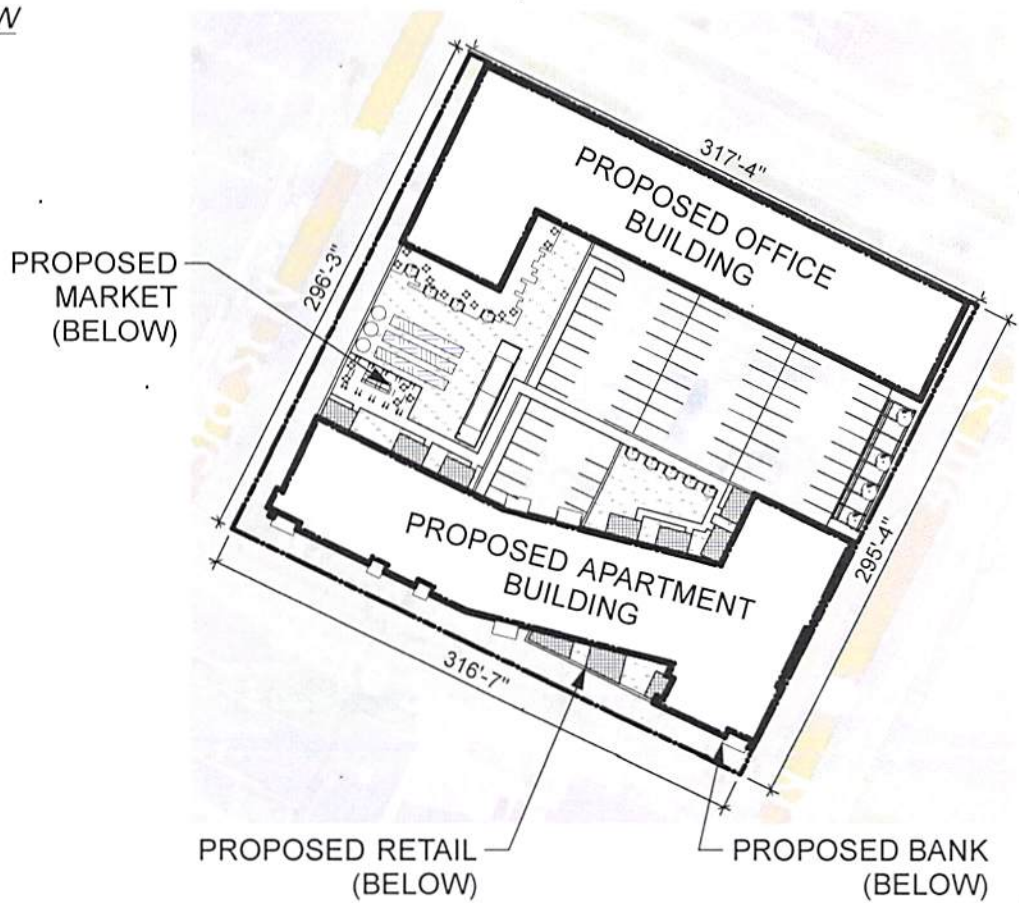 W
317'-4"
PROPOSED OFFICE
BUILDING
PROPOSED
MARKET
(BELOW)
296'-3"
PROPOSED APARTMENT
BUILDING
295'-4"
316'-7"
PROPOSED RETAIL
(BELOW)
PROPOSED BANK
(BELOW)